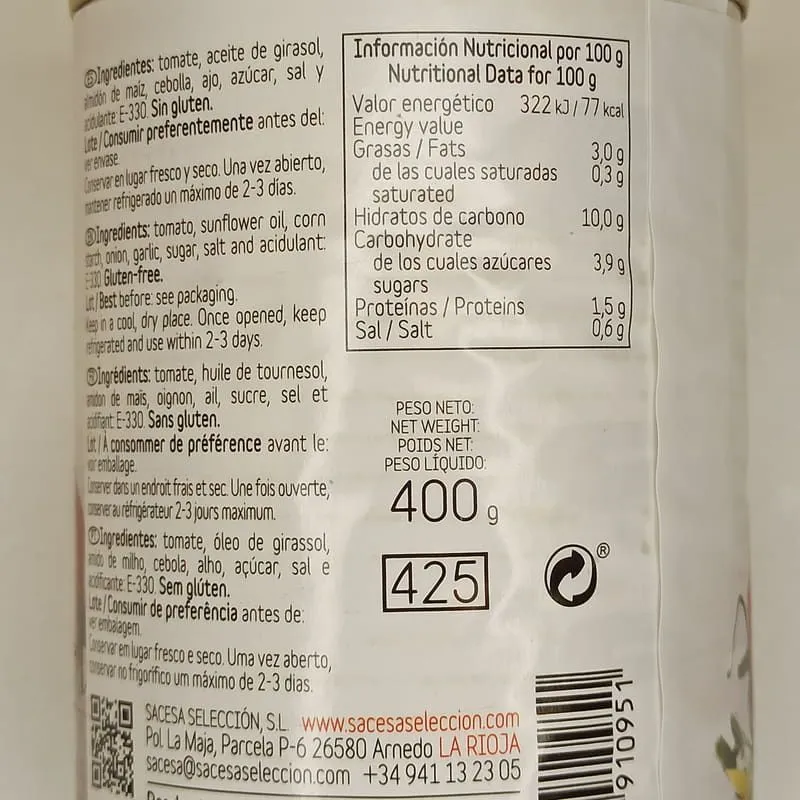 Ingredientes: tomate, aceite de girasol,
almidón de maíz, cebolla, ajo, azúcar, sal y
acidulante: E-330. Sin gluten.
Lote/Consumir preferentemente antes del:
ver envase.
Conservar en lugar fresco y seco. Una vez abierto,
mantener refrigerado un máximo de 2-3 días.
Ingredients: tomato, sunflower oil, corn
starch, onion, garlic, sugar, salt and acidulant:
E-330. Gluten-free.
Lot/Best before: see packaging.
Keep in a cool, dry place. Once opened, keep
refrigerated and use within 2-3 days.
Ingrédients: tomate, huile de tournesol,
amidon de maïs, oignon, ail, sucre, sel et
acidifiant: E-330. Sans gluten.
Lot/À consommer de préférence avant le:
voir emballage.
Conserver dans un endroit frais et sec. Une fois ouverte,
conserver au réfrigérateur 2-3 jours maximum.
Ingredientes: tomate, óleo de girassol,
amido de milho, cebola, alho, açúcar, sal e
acidificante: E-330. Sem glúten.
Lote/Consumir de preferência antes de:
ver embalagem.
Conservar em lugar fresco e seco. Uma vez aberto,
conservar no frigorífico um máximo de 2-3 dias.
SACESA SELECCIÓN, S.L. www.sacesaseleccion.com
Pol. La Maja, Parcela P-6 26580 Arnedo LA RIOJA
sacesa@sacesaseleccion.com +34 941 13 23 05
Información Nutricional por 100 g
Nutritional Data for 100 g
Valor energético 322 kJ/77 kcal
Energy value
Grasas / Fats 3,0 g
de las cuales saturadas 0,3 g
saturated
Hidratos de carbono 10,0 g
Carbohydrate
de los cuales azúcares 3,9 g
sugars
Proteínas / Proteins 1,5 g
Sal / Salt 0,6 g
PESO NETO:
NET WEIGHT:
POIDS NET:
PESO LÍQUIDO:
400 g
425
®
910951